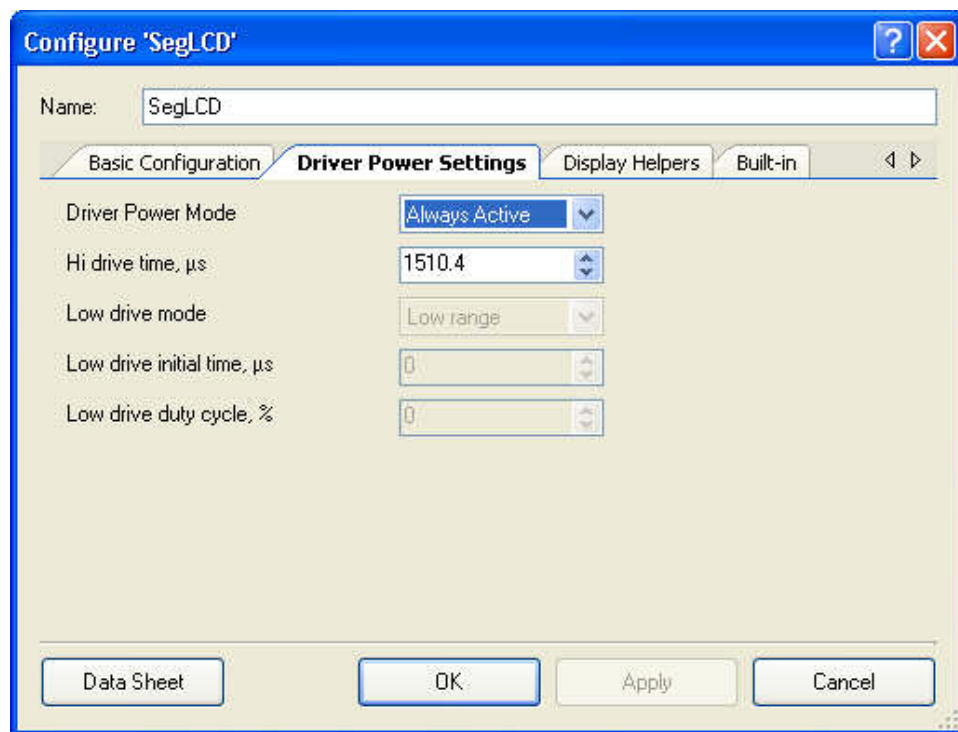 Configure 'SegLCD'
Name: SegLCD
Basic Configuration Driver Power Settings Display Helpers Built-in
Driver Power Mode Always Active
Hi drive time, µs 1510.4
Low drive mode Low range
Low drive initial time, µs 0
Low drive duty cycle, % 0
Data Sheet OK Apply Cancel